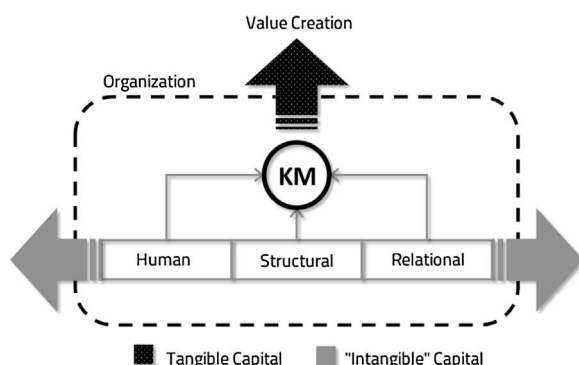 Value Creation
Organization
KM
Human Structural Relational
Tangible Capital "Intangible" Capital